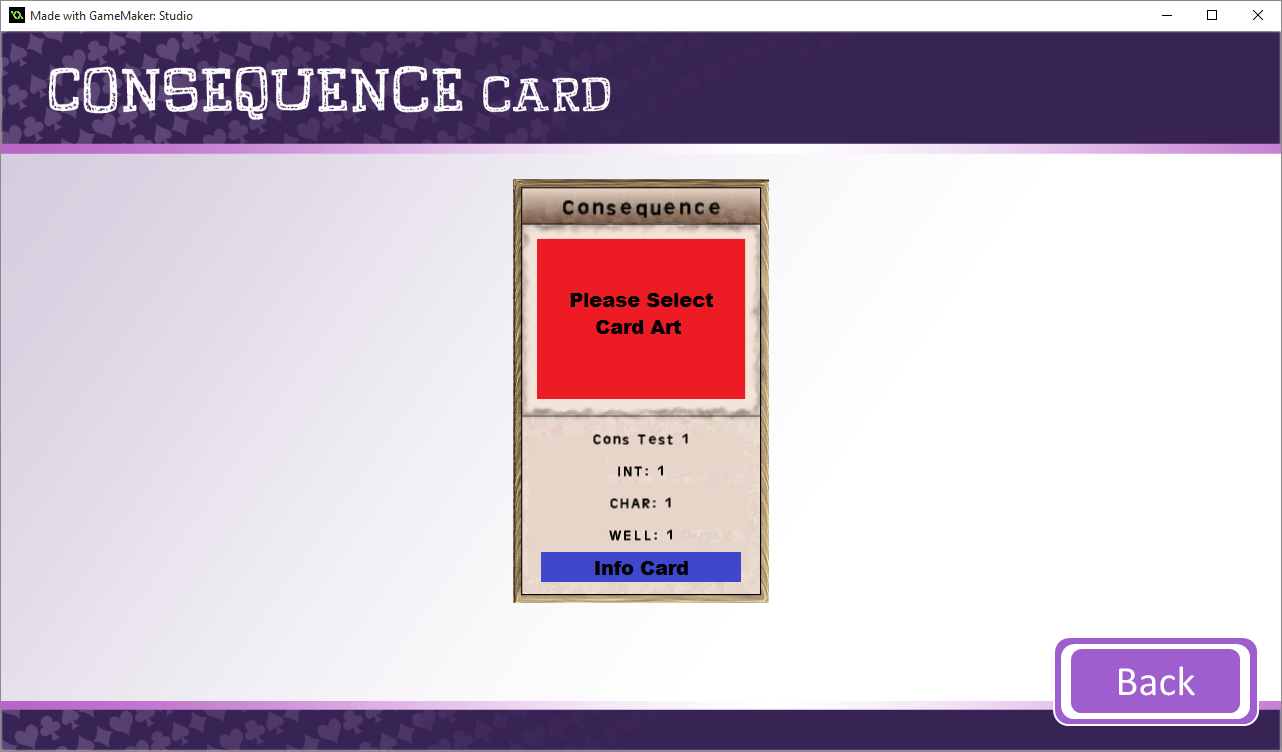 Made with GameMaker: Studio
CONSEQUENCE CARD
Consequence
Please Select
Card Art
Cons Test 1
INT: 1
CHAR: 1
WELL: 1
Info Card
Back